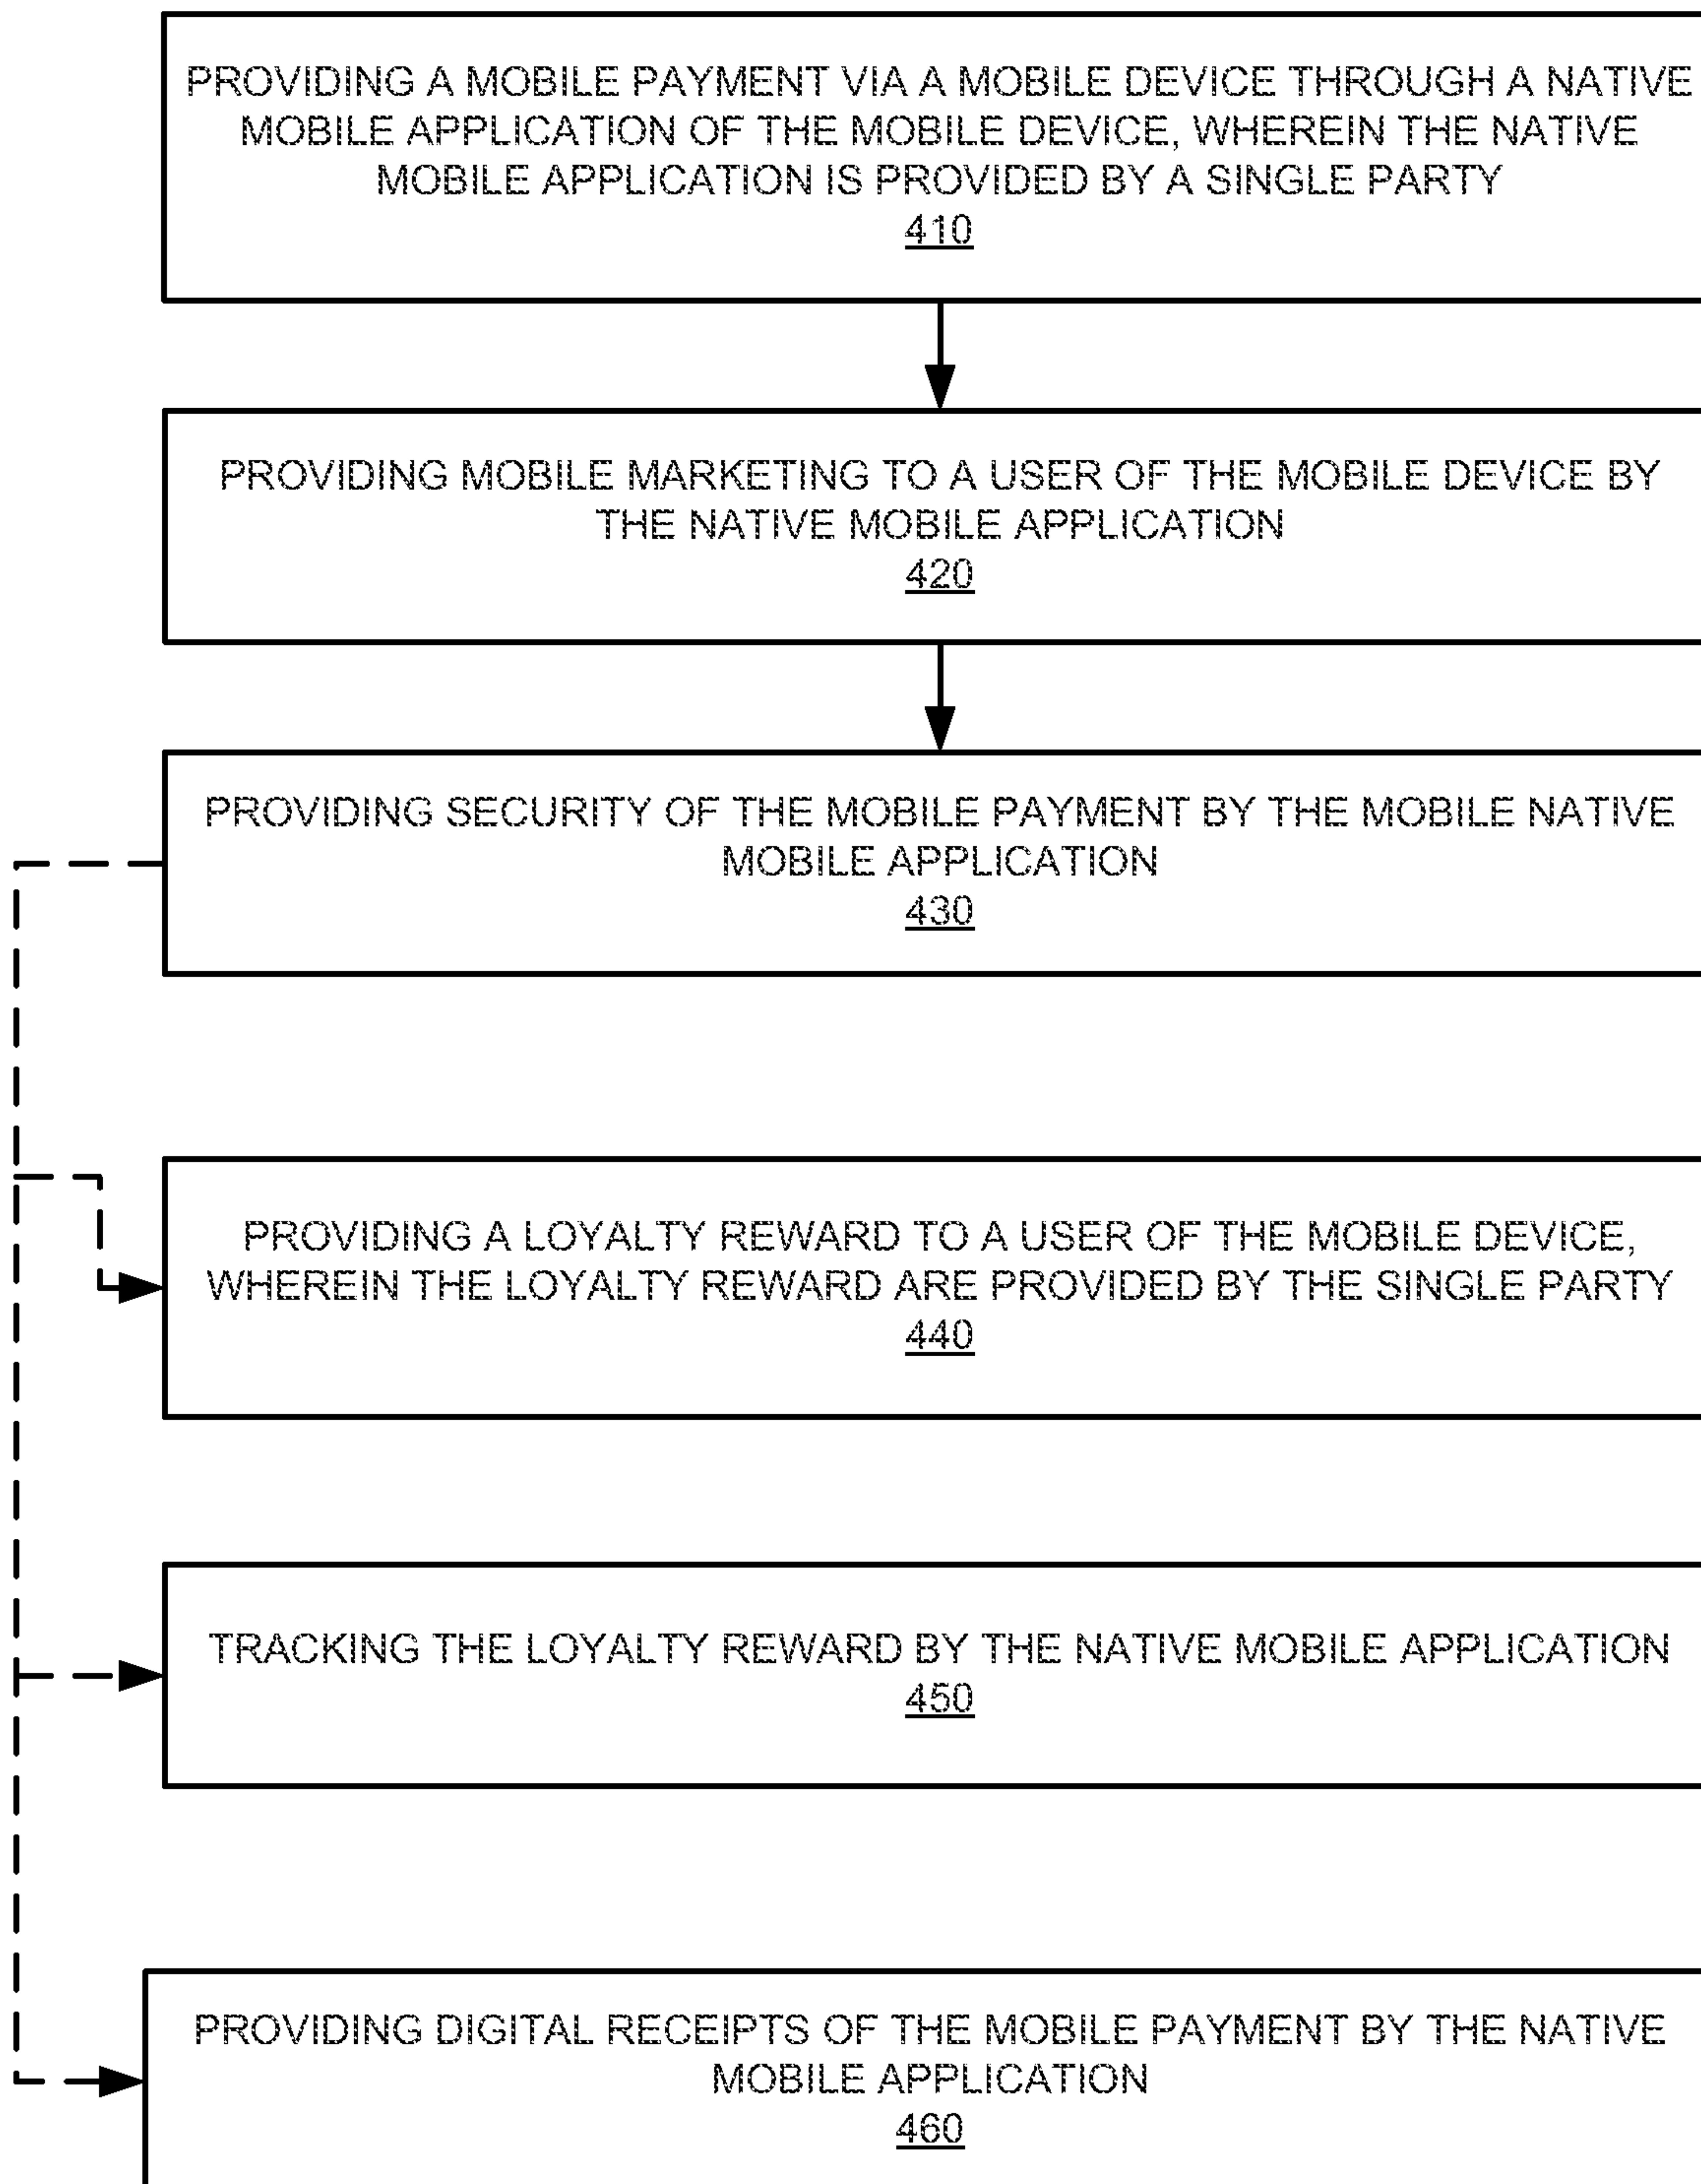 PROVIDING A MOBILE PAYMENT VIA A MOBILE DEVICE THROUGH A NATIVE
MOBILE APPLICATION OF THE MOBILE DEVICE, WHEREIN THE NATIVE
MOBILE APPLICATION IS PROVIDED BY A SINGLE PARTY
410
PROVIDING MOBILE MARKETING TO A USER OF THE MOBILE DEVICE BY
THE NATIVE MOBILE APPLICATION
420
PROVIDING SECURITY OF THE MOBILE PAYMENT BY THE MOBILE NATIVE
MOBILE APPLICATION
430
PROVIDING A LOYALTY REWARD TO A USER OF THE MOBILE DEVICE,
WHEREIN THE LOYALTY REWARD ARE PROVIDED BY THE SINGLE PARTY
440
TRACKING THE LOYALTY REWARD BY THE NATIVE MOBILE APPLICATION
450
PROVIDING DIGITAL RECEIPTS OF THE MOBILE PAYMENT BY THE NATIVE
MOBILE APPLICATION
460